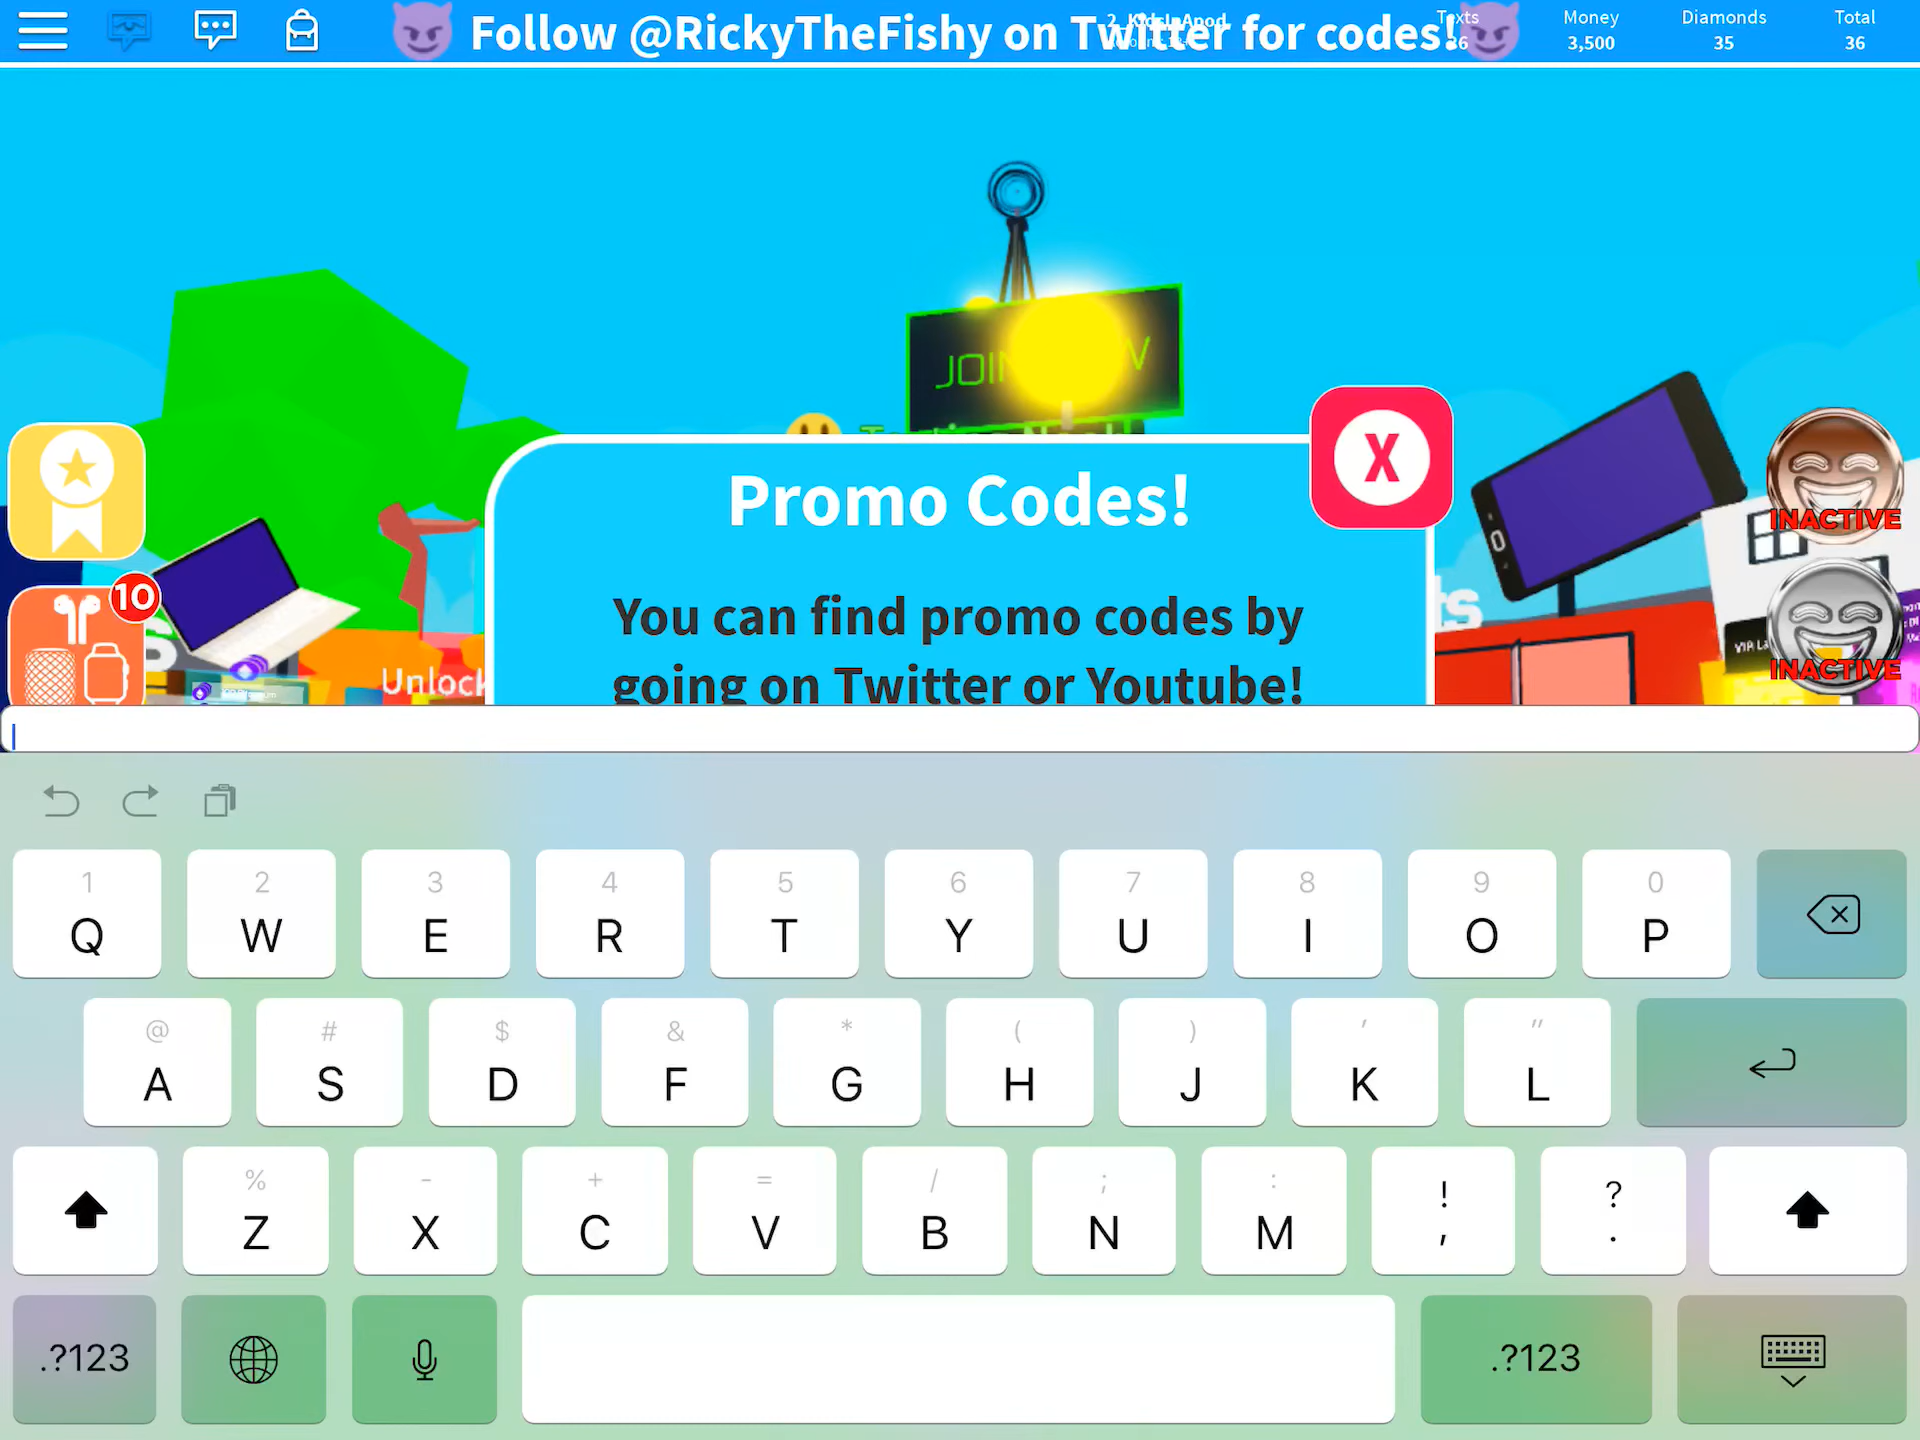 Follow @RickyTheFishy on Twitter for codes!
Texts
36
Money
3,500
Diamonds
35
Total
36
Promo Codes!
X
You can find promo codes by
going on Twitter or Youtube!
INACTIVE
INACTIVE
10
Unlock
1 2 3 4 5 6 7 8 9 0
Q W E R T Y U I O P
@ # $ & * ( ) ' "
A S D F G H J K L
% - + = / ; : ! ?
Z X C V B N M , .
.?123 .?123